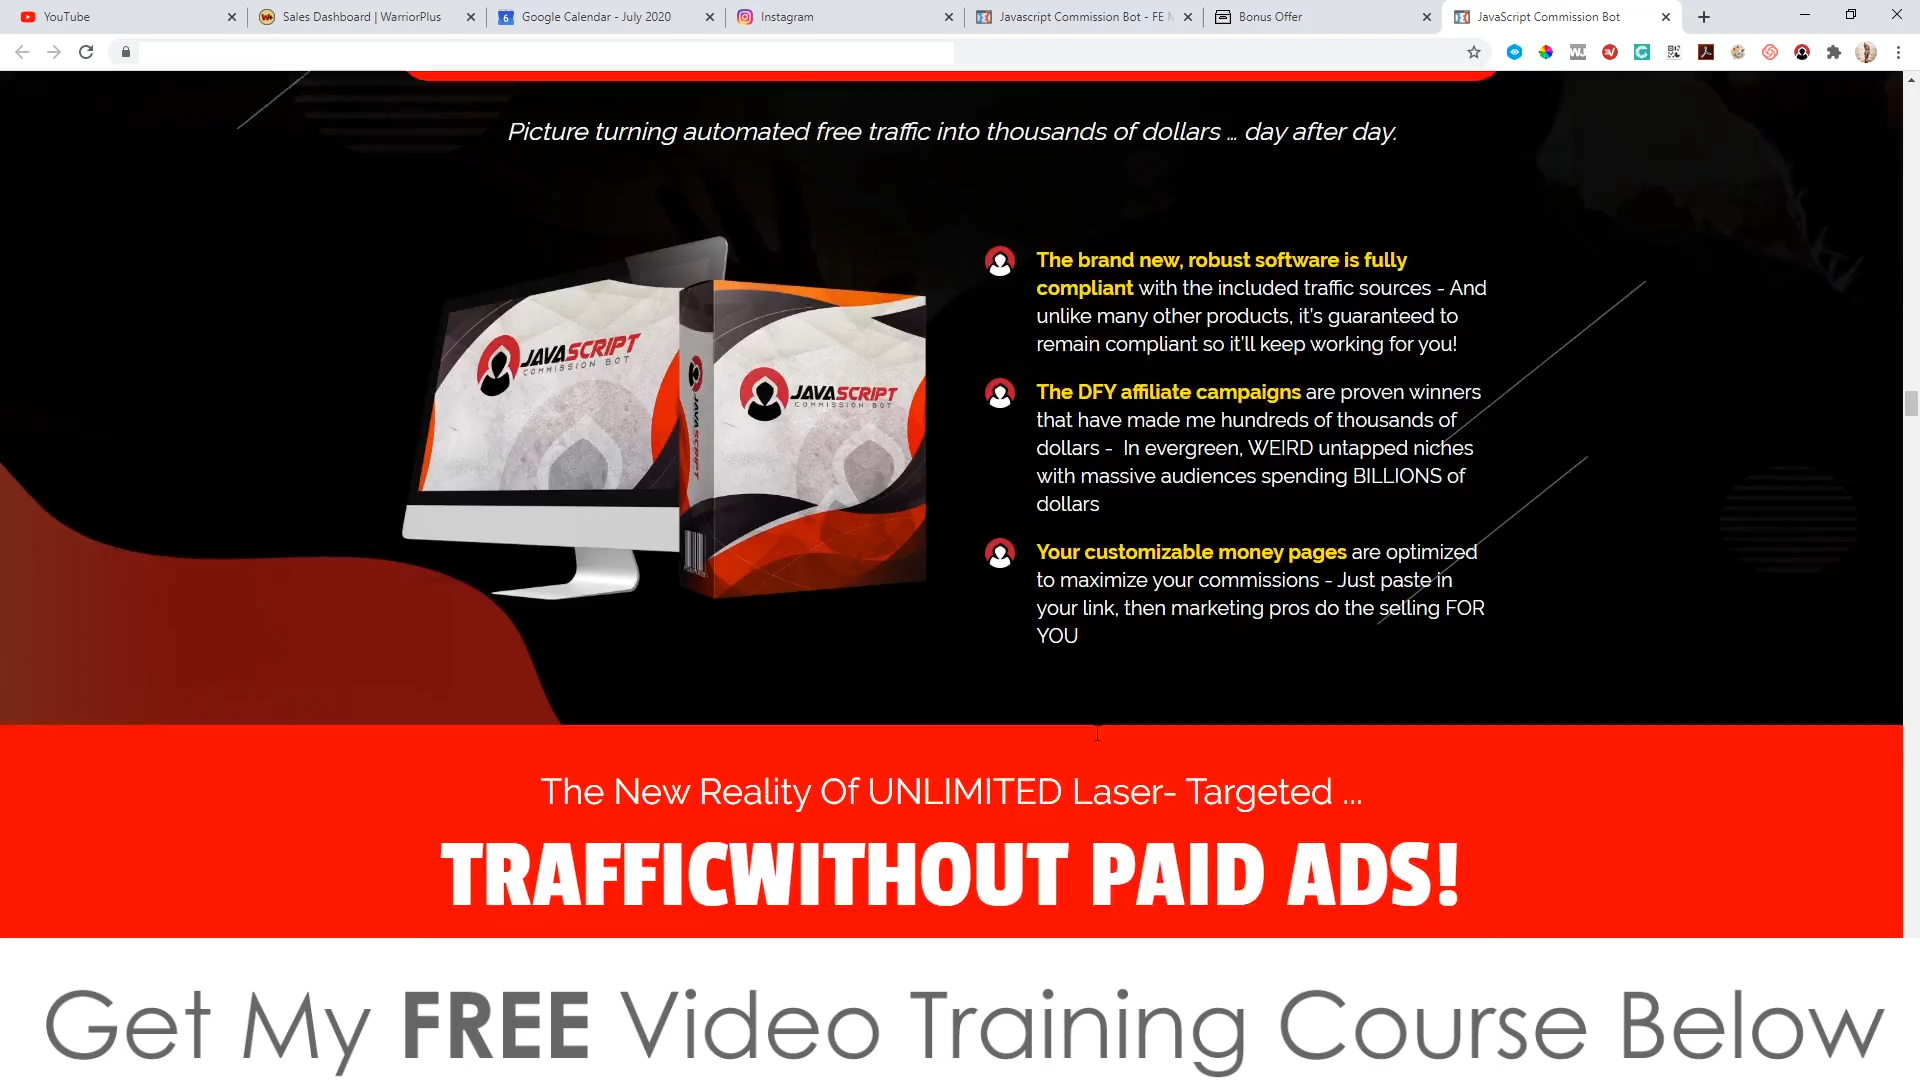 YouTube
Sales Dashboard | WarriorPlus
Google Calendar - July 2020
Instagram
Javascript Commission Bot - FE
Bonus Offer
JavaScript Commission Bot
Picture turning automated free traffic into thousands of dollars ... day after day.
JAVASCRIPT
COMMISSION BOT
JAVASCRIPT
COMMISSION BOT
The brand new, robust software is fully
compliant with the included traffic sources - And
unlike many other products, it's guaranteed to
remain compliant so it'll keep working for you!
The DFY affiliate campaigns are proven winners
that have made me hundreds of thousands of
dollars - In evergreen, WEIRD untapped niches
with massive audiences spending BILLIONS of
dollars
Your customizable money pages are optimized
to maximize your commissions - Just paste in
your link, then marketing pros do the selling FOR
YOU
The New Reality Of UNLIMITED Laser- Targeted ...
TRAFFICWITHOUT PAID ADS!
Get My FREE Video Training Course Below